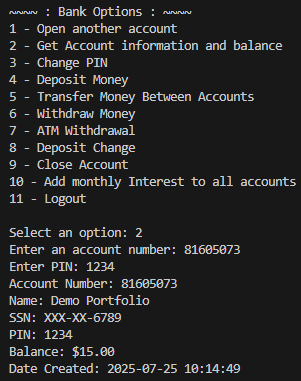 ~~~~ : Bank Options : ~~~~
1 - Open another account
2 - Get Account information and balance
3 - Change PIN
4 - Deposit Money
5 - Transfer Money Between Accounts
6 - Withdraw Money
7 - ATM Withdrawal
8 - Deposit Change
9 - Close Account
10 - Add monthly Interest to all accounts
11 - Logout
Select an option: 2
Enter an account number: 81605073
Enter PIN: 1234
Account Number: 81605073
Name: Demo Portfolio
SSN: XXX-XX-6789
PIN: 1234
Balance: $15.00
Date Created: 2025-07-25 10:14:49